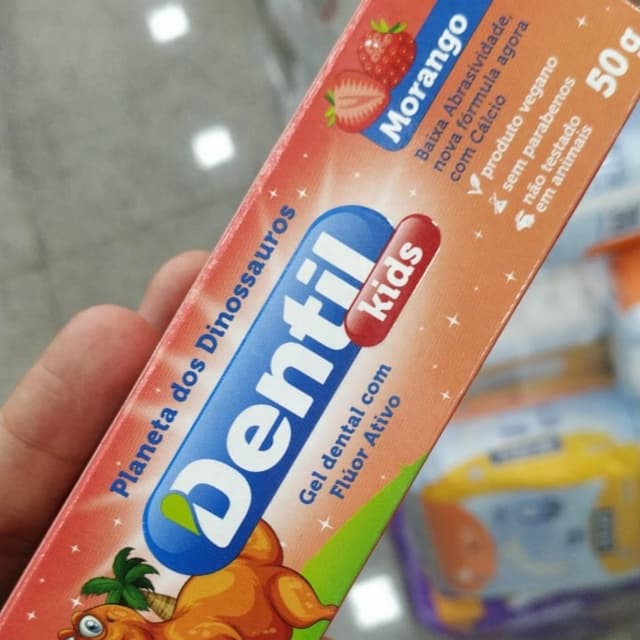 Morango
Baixa Abrasividade,
nova fórmula agora
com Cálcio
produto vegano
sem parabenos
não testado
em animais
50g
Planeta dos Dinossauros
Dentil
kids
Gel dental com
Flúor Ativo